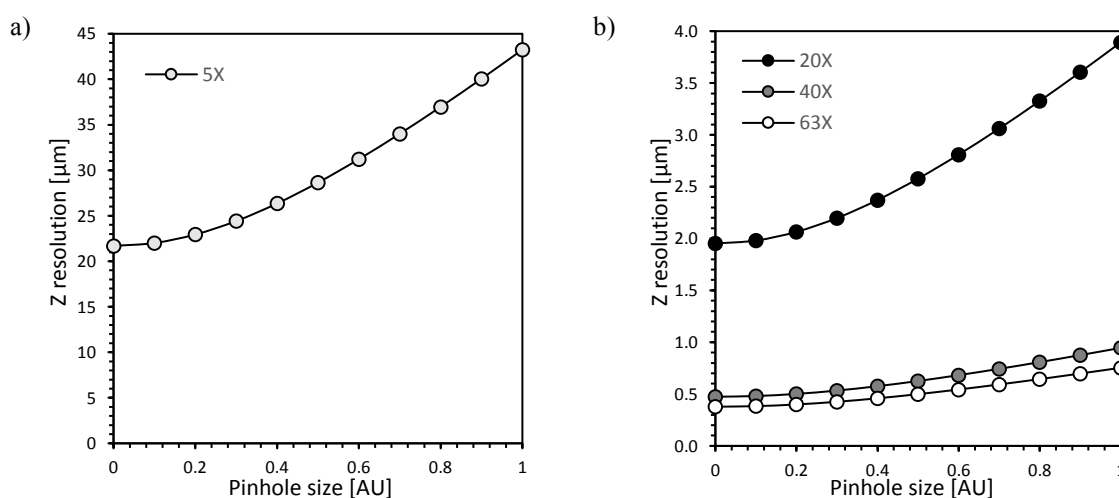 a)
45
40
35
30
25
20
15
10
5
0
Z resolution [µm]
5X
0 0.2 0.4 0.6 0.8 1
Pinhole size [AU]
b)
4.0
3.5
3.0
2.5
2.0
1.5
1.0
0.5
0.0
Z resolution [µm]
20X
40X
63X
0 0.2 0.4 0.6 0.8 1
Pinhole size [AU]